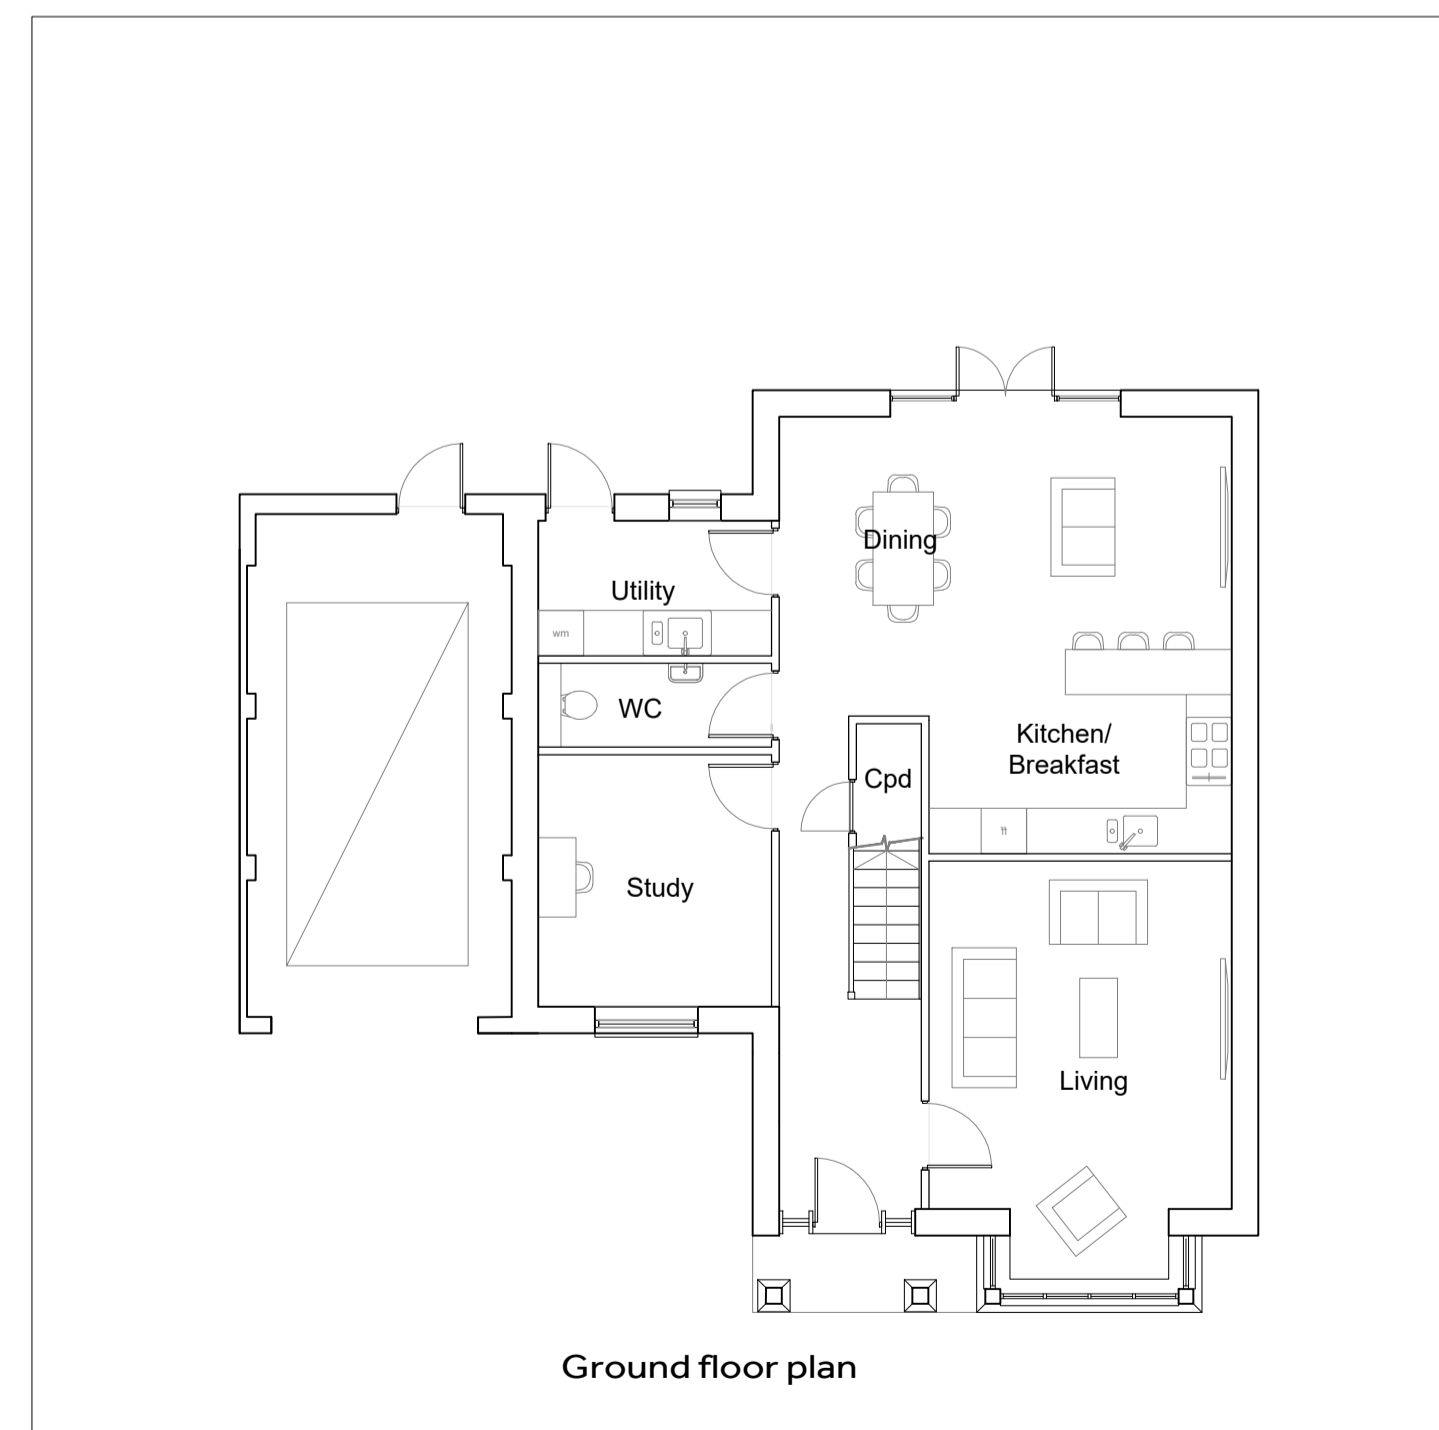 Dining
Utility
wm
WC
Kitchen/
Breakfast
Cpd
Study
Living
Ground floor plan